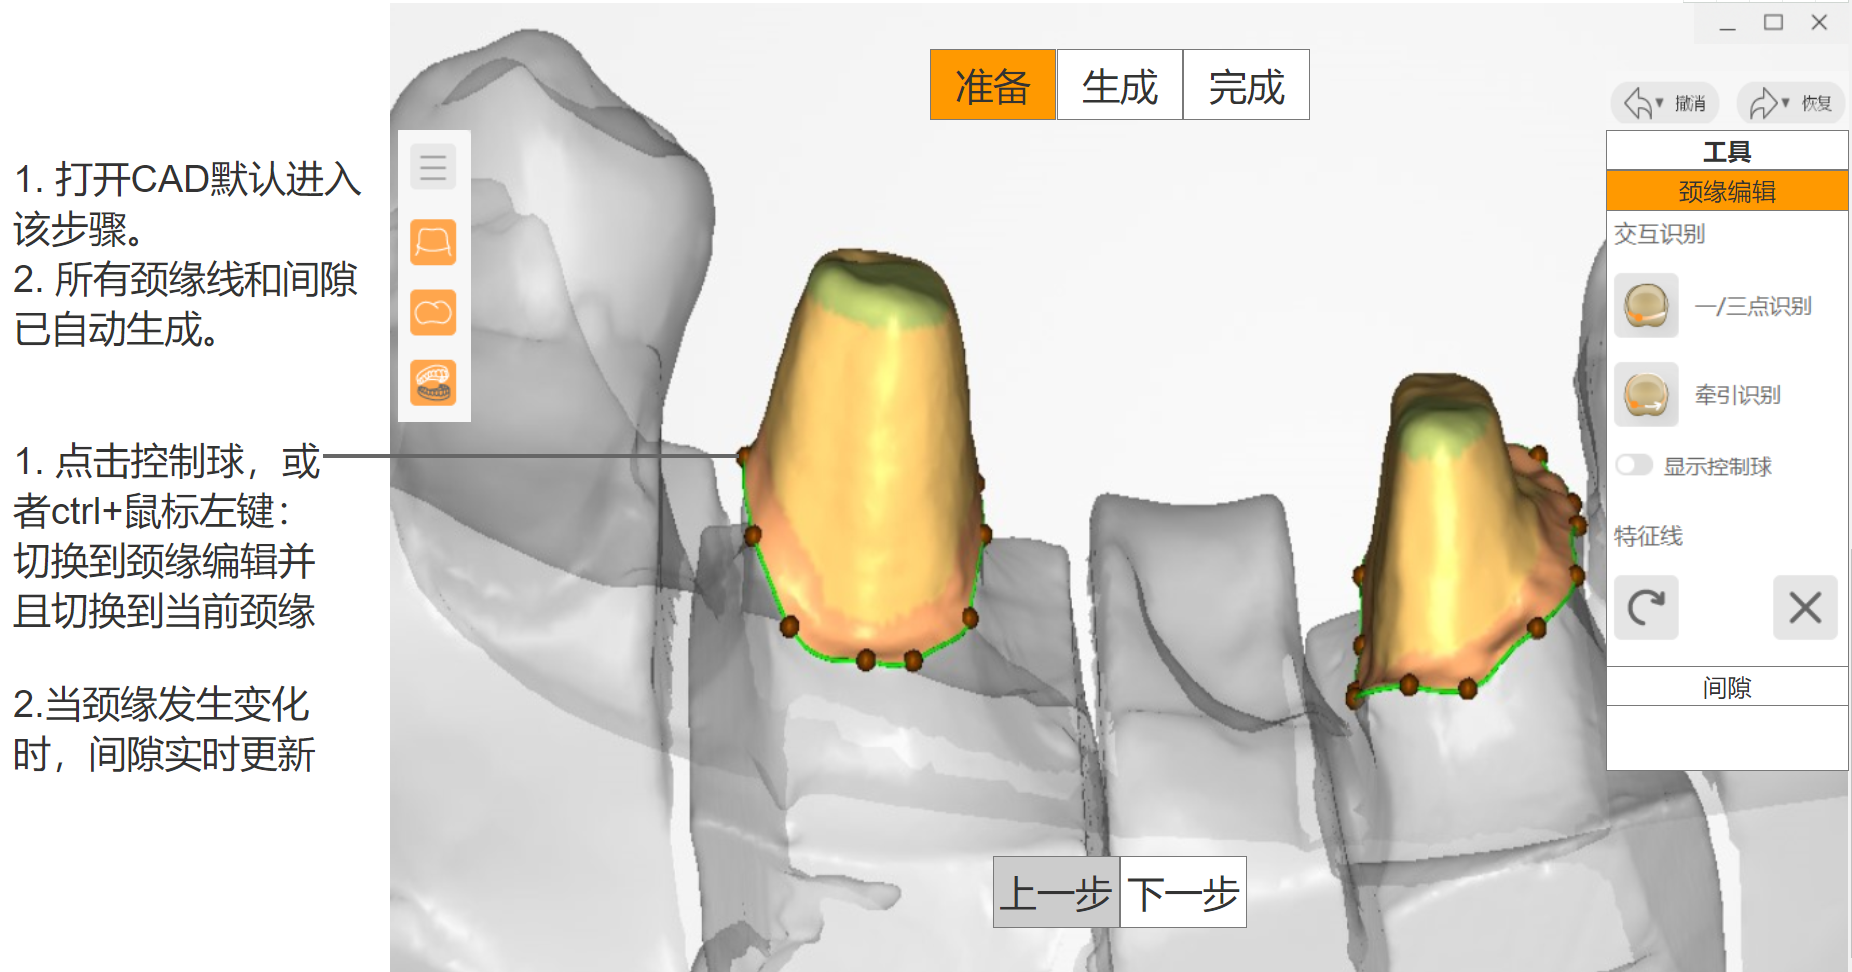 1. 打开CAD默认进入
该步骤。
2. 所有颈缘线和间隙
已自动生成。
1. 点击控制球，或
者ctrl+鼠标左键：
切换到颈缘编辑并
且切换到当前颈缘
2.当颈缘发生变化
时，间隙实时更新
准备 生成 完成
撤消 恢复
工具
颈缘编辑
交互识别
一/三点识别
牵引识别
显示控制球
特征线
间隙
上一步 下一步